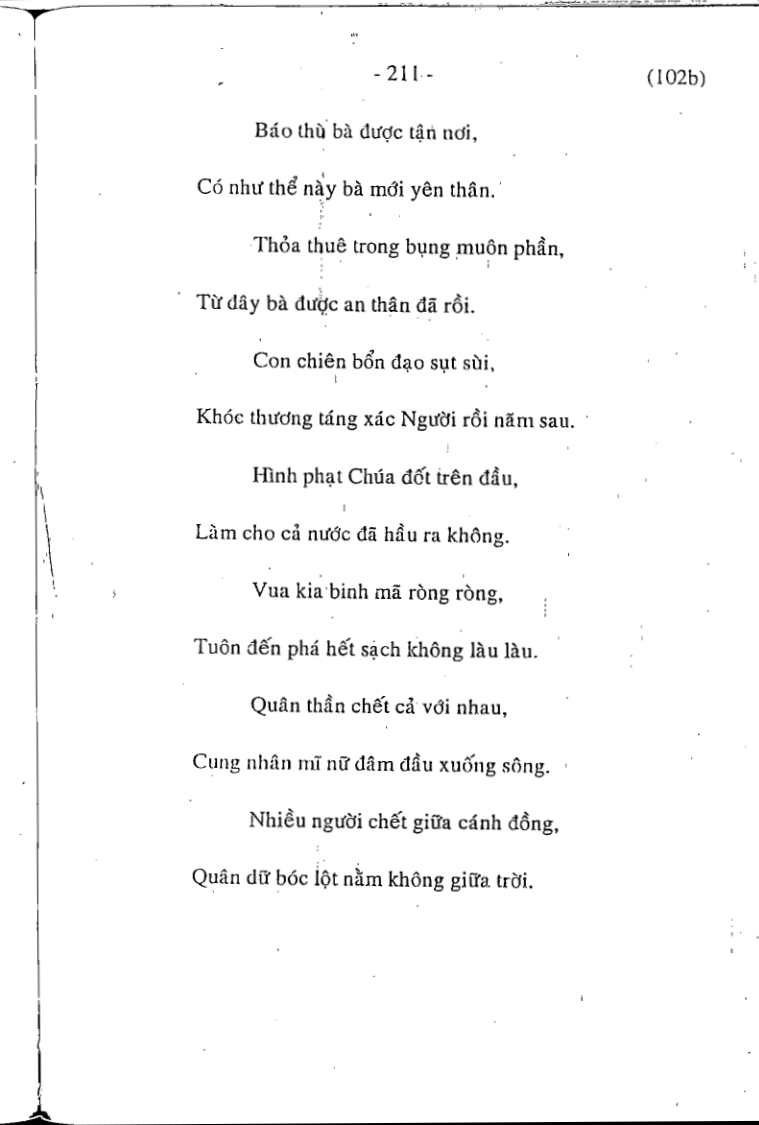 - 211 -
(102b)
Báo thù bà được tận nơi,
Có như thể này bà mới yên thân.
Thỏa thuê trong bụng muôn phần,
Từ dây bà được an thân đã rồi.
Con chiên bổn đạo sụt sùi,
Khóc thương táng xác Người rồi năm sau.
Hình phạt Chúa đốt trên đầu,
Làm cho cả nước đã hầu ra không.
Vua kia binh mã ròng ròng,
Tuôn đến phá hết sạch không làu làu.
Quân thần chết cả với nhau,
Cung nhân mĩ nữ đâm đầu xuống sông.
Nhiều người chết giữa cánh đồng,
Quân dữ bóc lột nằm không giữa trời.